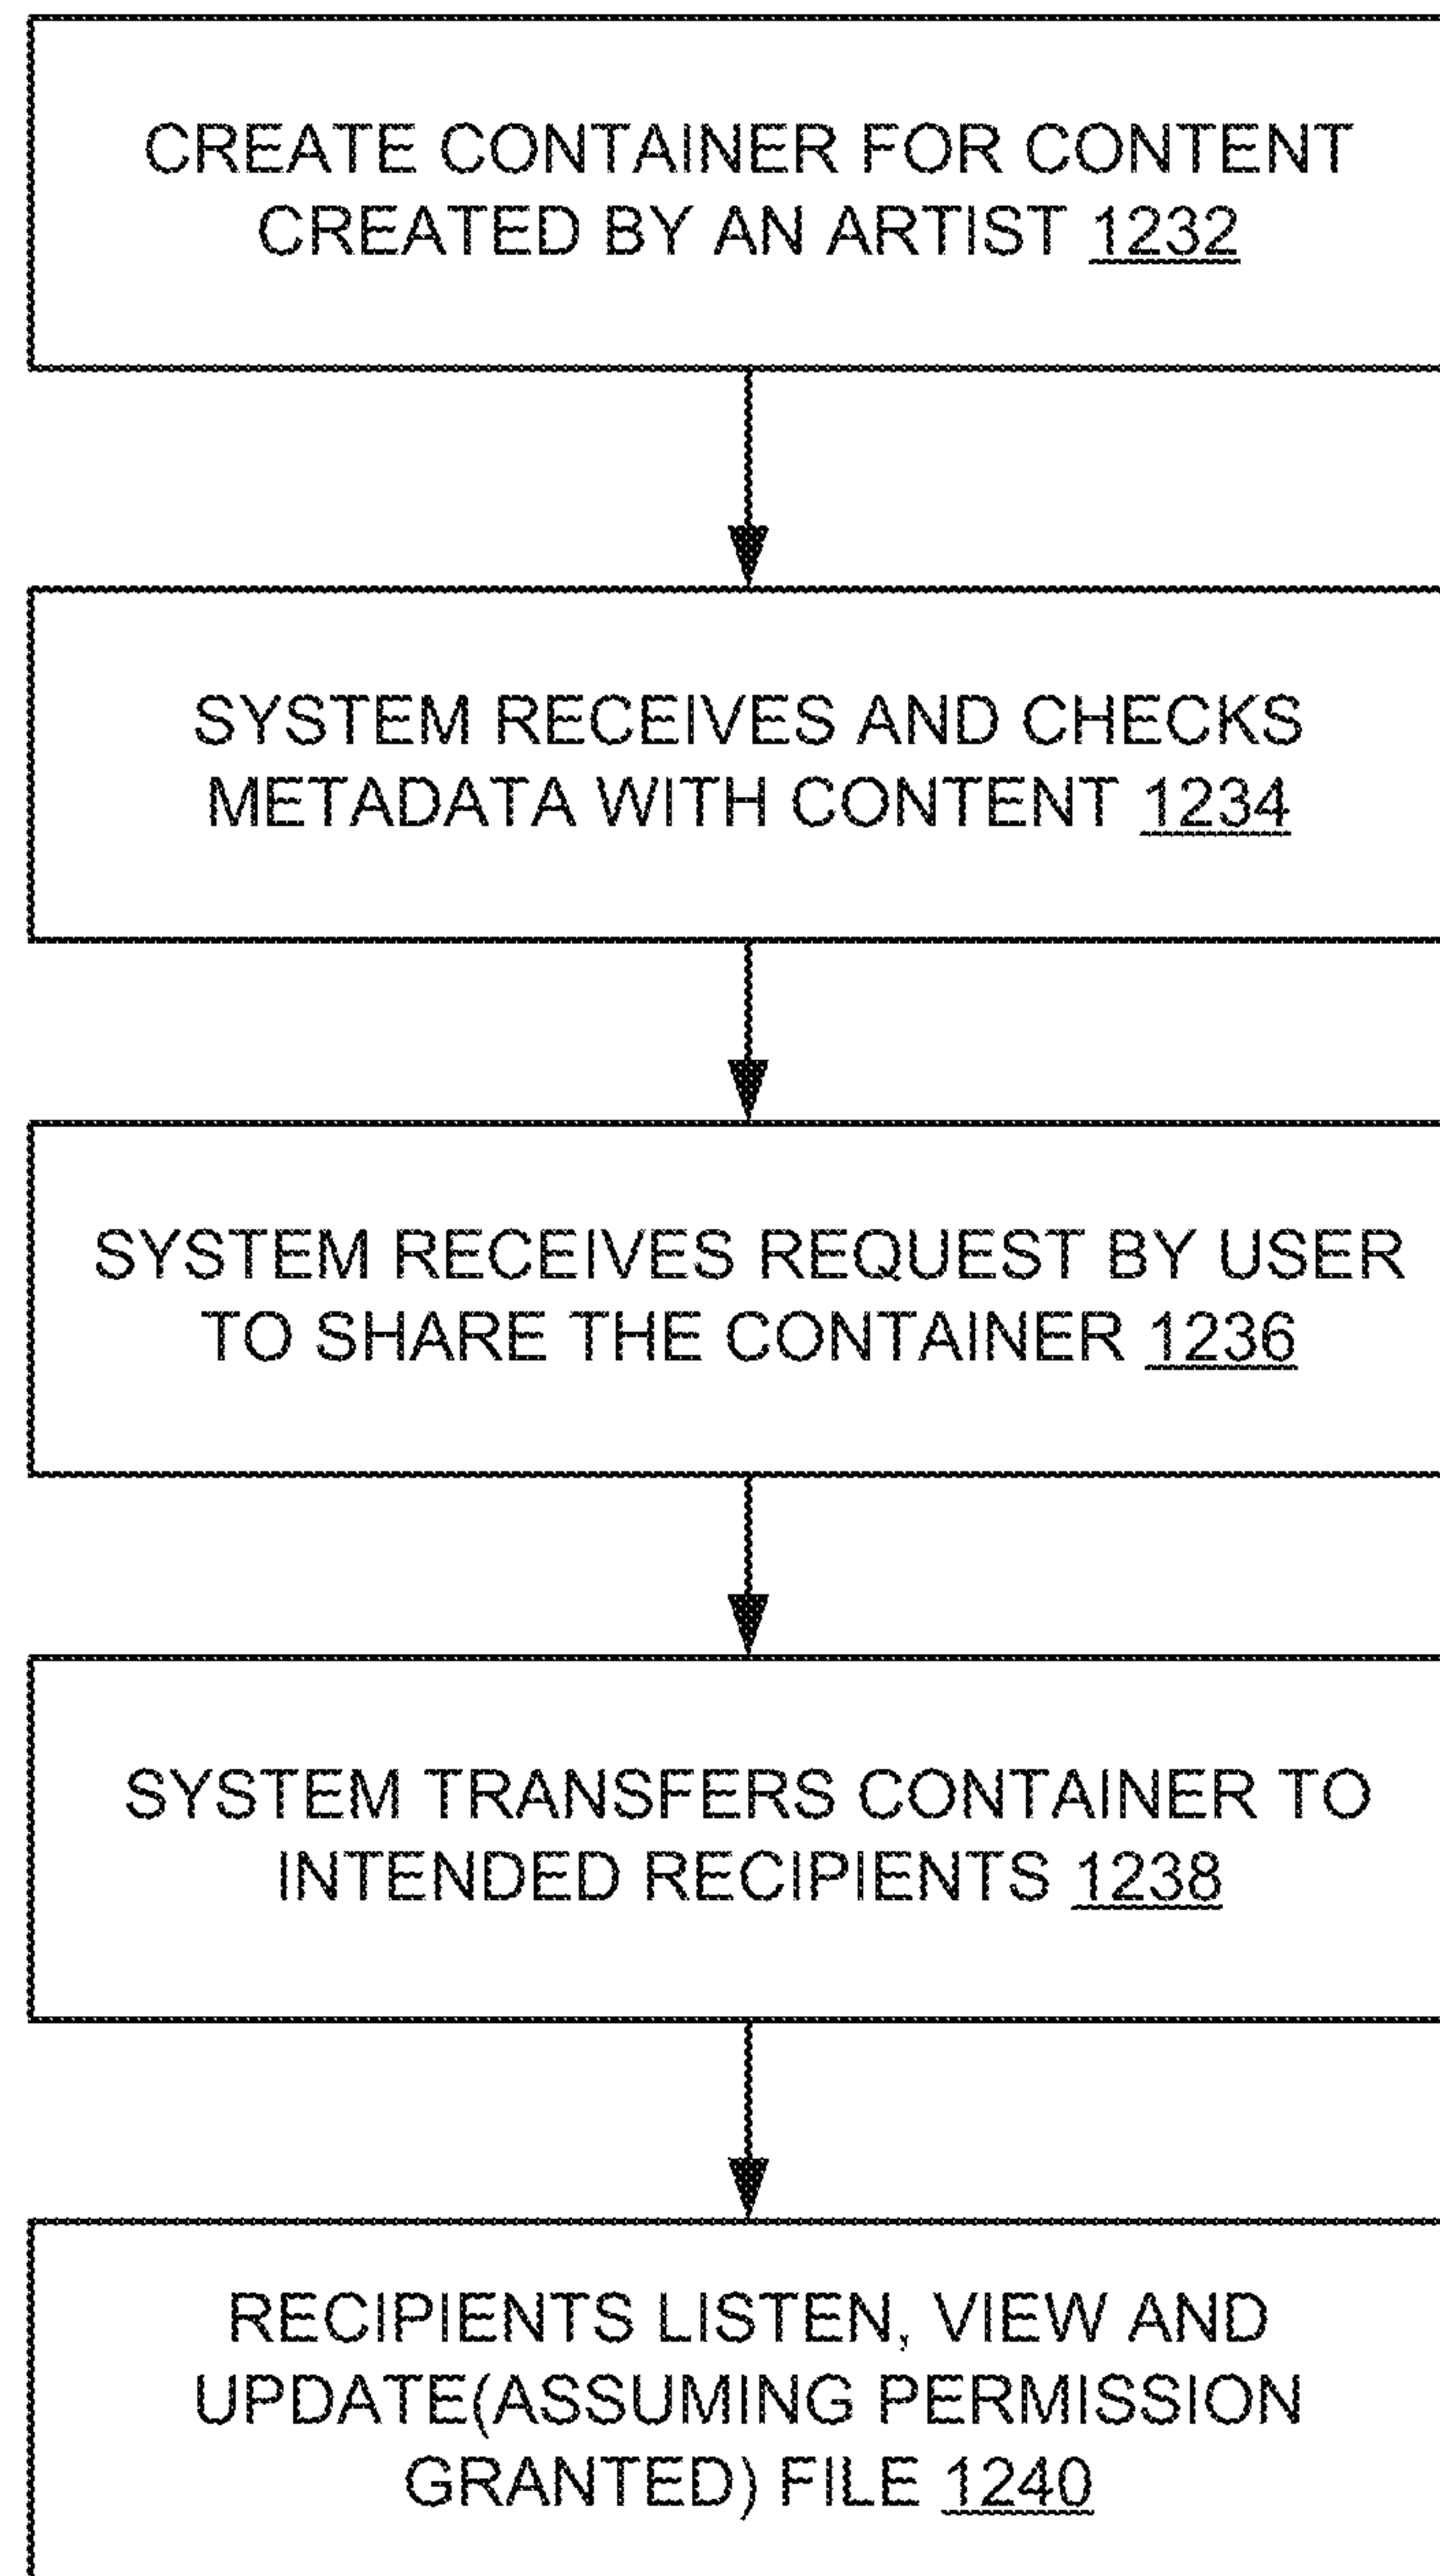 CREATE CONTAINER FOR CONTENT
CREATED BY AN ARTIST 1232
SYSTEM RECEIVES AND CHECKS
METADATA WITH CONTENT 1234
SYSTEM RECEIVES REQUEST BY USER
TO SHARE THE CONTAINER 1236
SYSTEM TRANSFERS CONTAINER TO
INTENDED RECIPIENTS 1238
RECIPIENTS LISTEN, VIEW AND
UPDATE(ASSUMING PERMISSION
GRANTED) FILE 1240